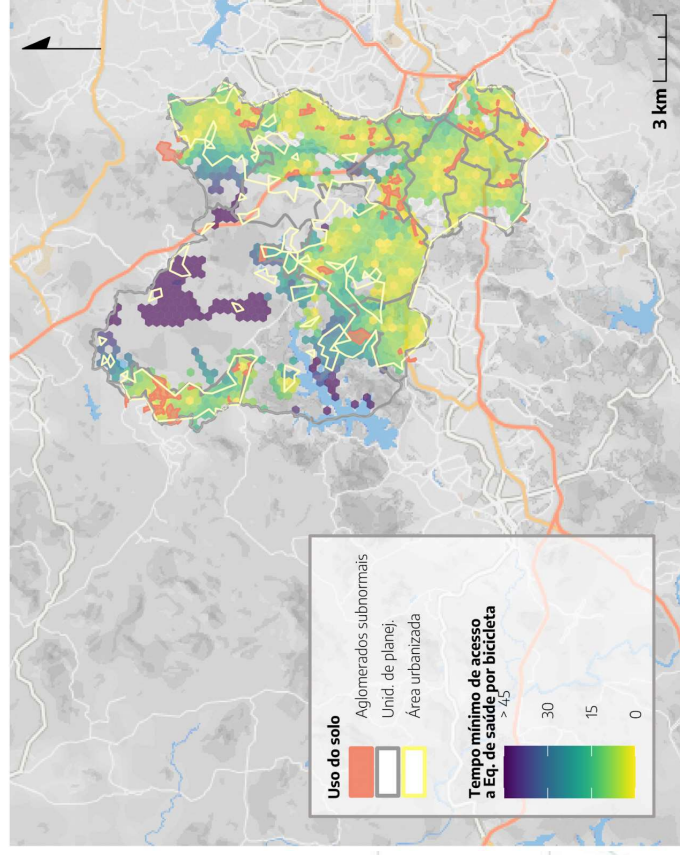 Uso do solo
Aglomerados subnormais
Unid. de planej.
Área urbanizada
Tempo mínimo de acesso
a Eq. de saúde por bicicleta
> 45
30
15
0
3 km